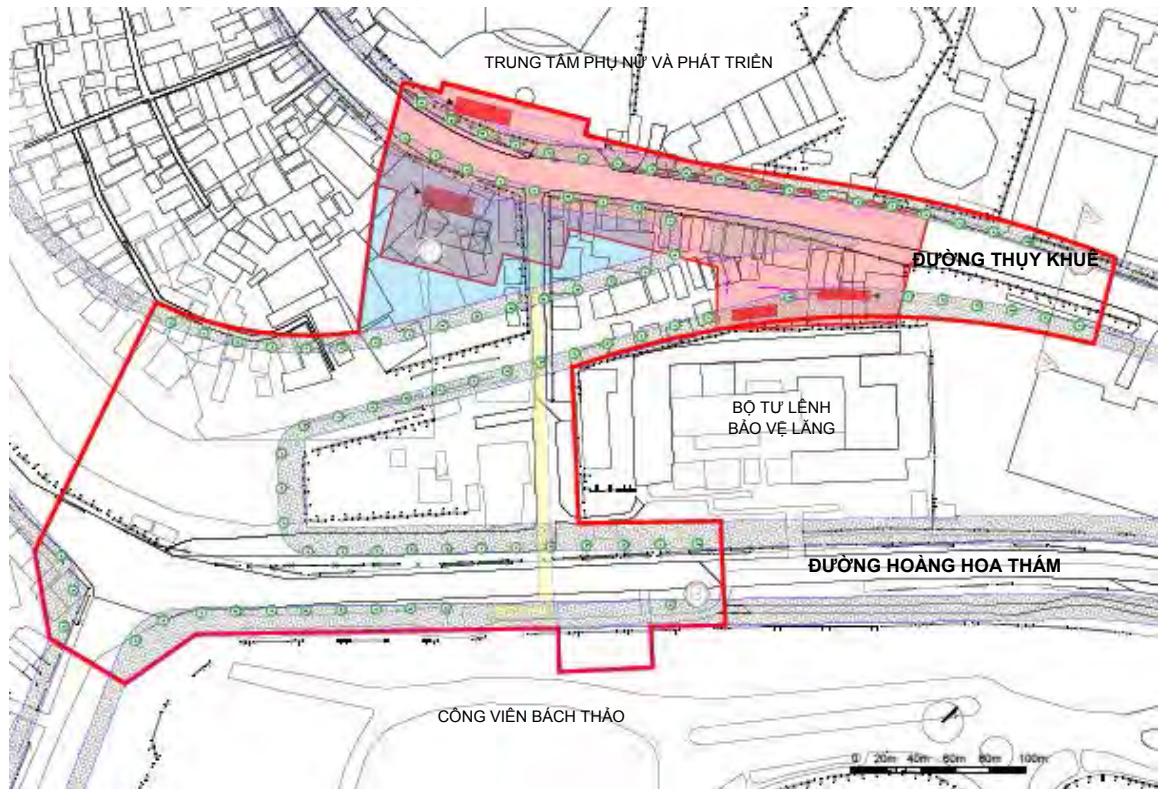 TRUNG TÂM PHỤ NỮ VÀ PHÁT TRIỂN
ĐƯỜNG THỤY KHUÊ
BỘ TƯ LÊNH
BẢO VỆ LĂNG
ĐƯỜNG HOÀNG HOA THÁM
CÔNG VIÊN BÁCH THẢO
0 20m 40m 60m 80m 100m